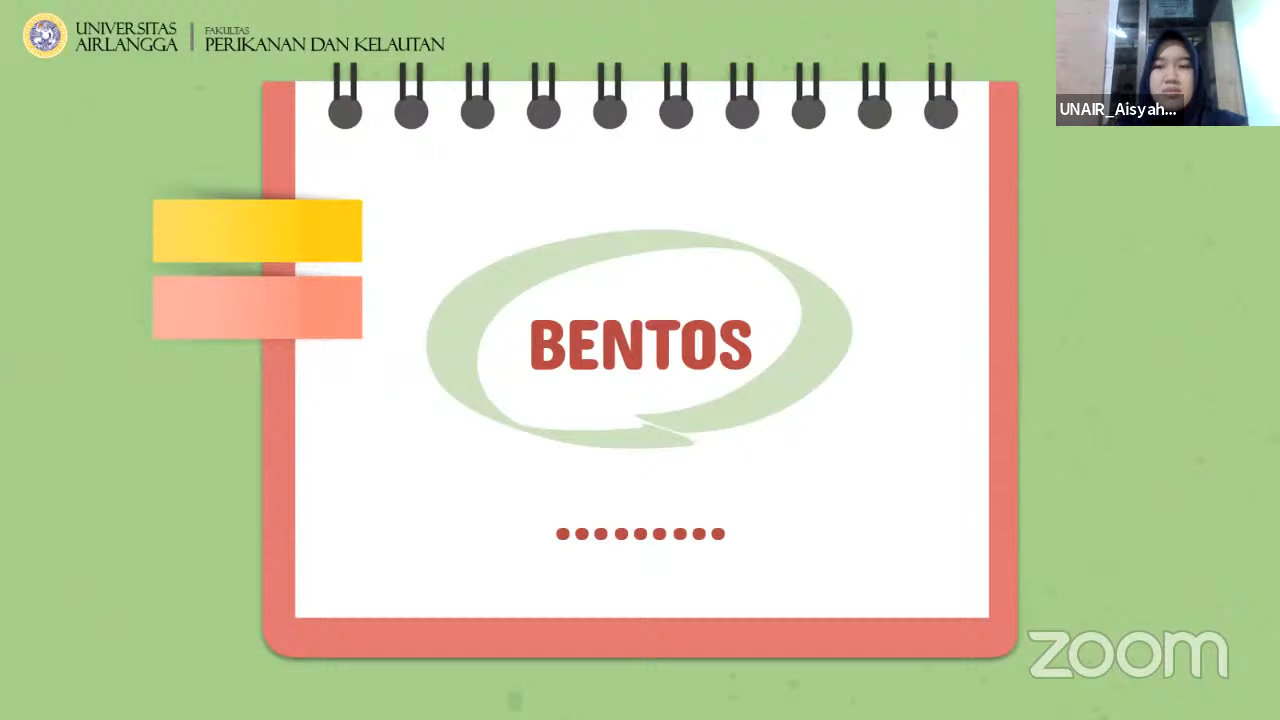 UNIVERSITAS
AIRLANGGA
FAKULTAS
PERIKANAN DAN KELAUTAN
UNAIR_Aisyah...
BENTOS
.........
zoom